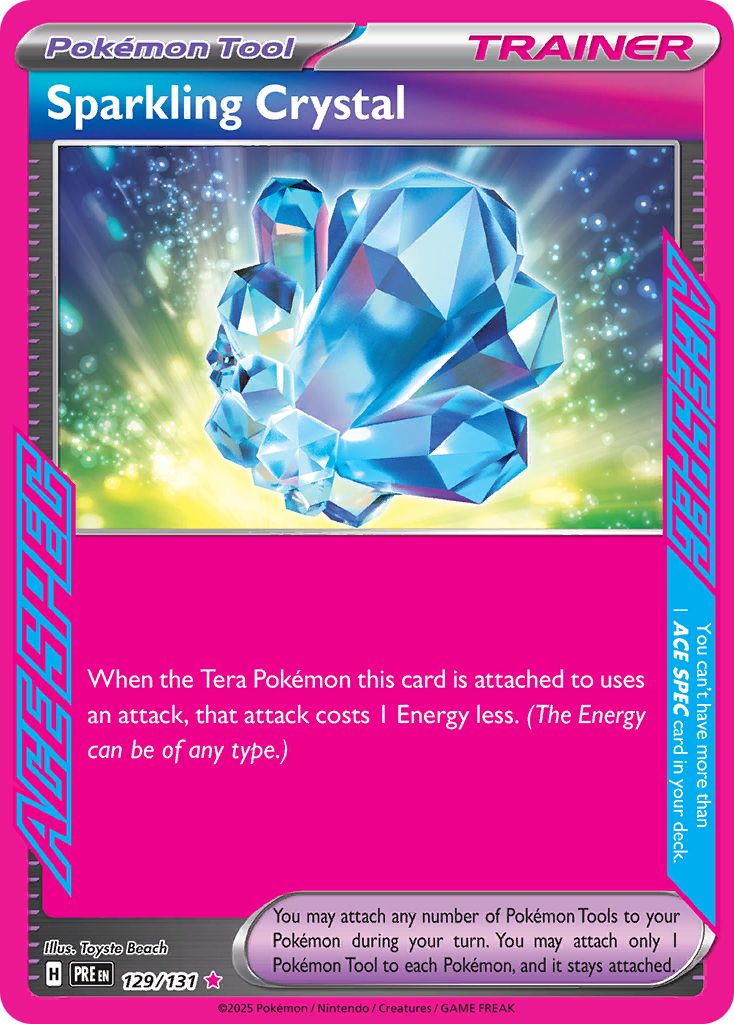 Pokémon Tool
TRAINER
Sparkling Crystal
ACE SPEC
ACE SPEC
You can't have more than
1 ACE SPEC card in your deck.
When the Tera Pokémon this card is attached to uses
an attack, that attack costs 1 Energy less. (The Energy
can be of any type.)
You may attach any number of Pokémon Tools to your
Pokémon during your turn. You may attach only 1
Pokémon Tool to each Pokémon, and it stays attached.
Illus. Toyste Beach
H PRE EN 129/131
©2025 Pokémon / Nintendo / Creatures / GAME FREAK